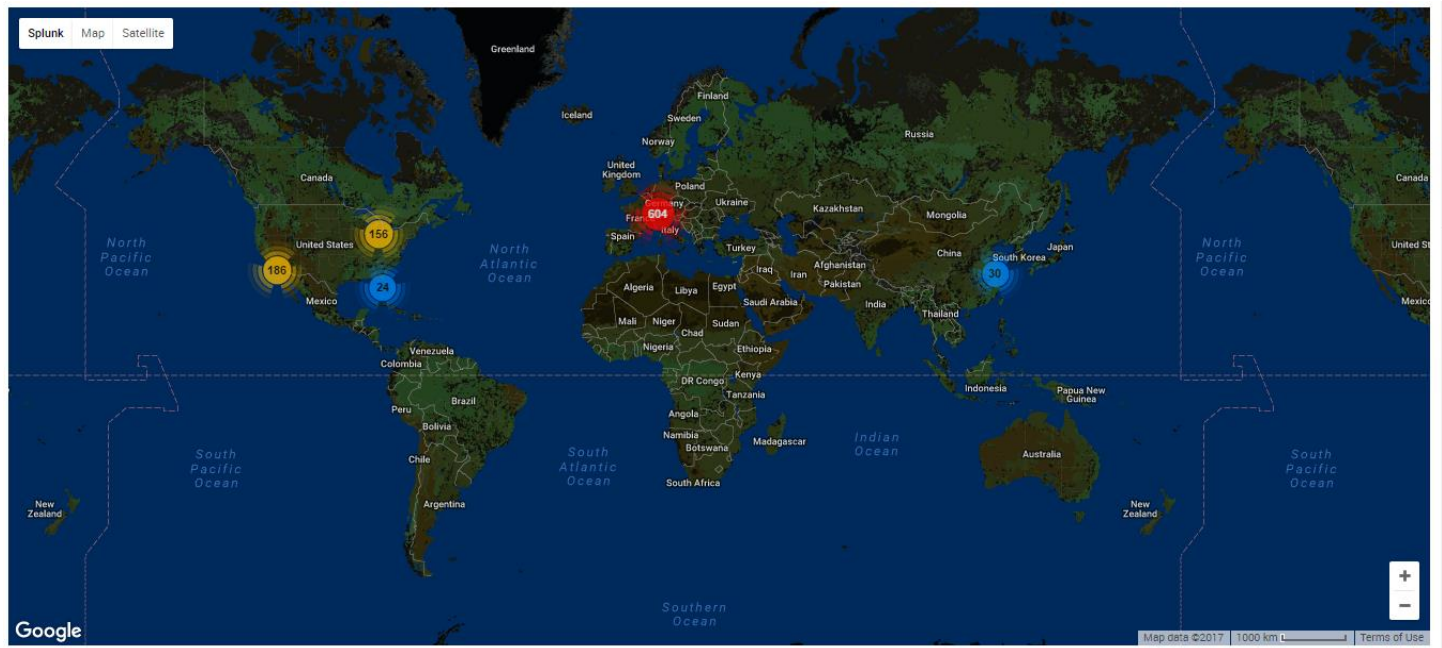 Splunk Map Satellite
Greenland
Iceland
Finland
Sweden
Norway
Russia
United
Kingdom
Poland
Canada
Canada
Germany
Ukraine
Kazakhstan
Mongolia
604
France
Italy
156
Spain
Turkey
United States
North
Pacific
Ocean
North
Atlantic
Ocean
China
Japan
South Korea
North
Pacific
Ocean
United St
186
24
30
Iraq
Iran
Afghanistan
Pakistan
Mexico
Algeria
Libya
Egypt
Saudi Arabia
India
Thailand
Mexico
Mali
Niger
Chad
Sudan
Nigeria
Ethiopia
Venezuela
Colombia
DR Congo
Kenya
Tanzania
Indonesia
Papua New
Guinea
Peru
Brazil
Bolivia
Angola
Namibia
Botswana
Madagascar
Chile
South
Pacific
Ocean
South
Atlantic
Ocean
Indian
Ocean
Australia
South
Pacific
Ocean
South Africa
Argentina
New
Zealand
New
Zealand
Southern
Ocean
+
−
Google
Map data ©2017 1000 km Terms of Use